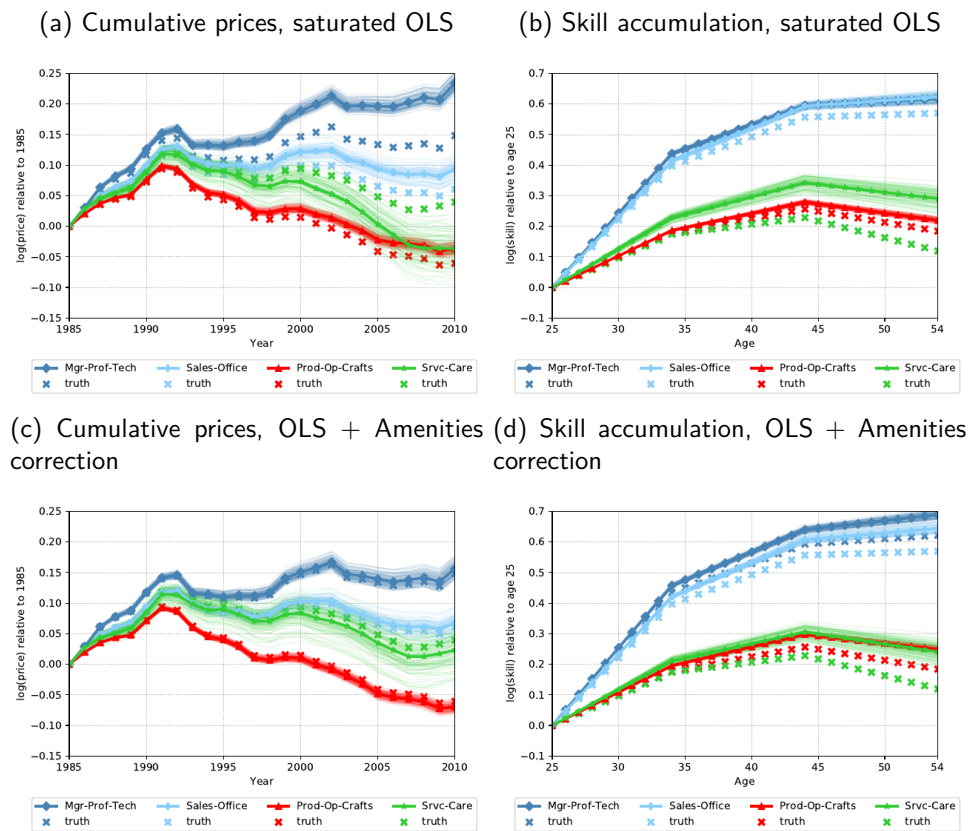 (a) Cumulative prices, saturated OLS
(b) Skill accumulation, saturated OLS
log(price) relative to 1985
0.25
0.20
0.15
0.10
0.05
0.00
−0.05
−0.10
−0.15
1985 1990 1995 2000 2005 2010
Year
Mgr-Prof-Tech Sales-Office Prod-Op-Crafts Srvc-Care
truth truth truth truth
log(skill) relative to age 25
0.7
0.6
0.5
0.4
0.3
0.2
0.1
0.0
−0.1
25 30 35 40 45 50 54
Age
Mgr-Prof-Tech Sales-Office Prod-Op-Crafts Srvc-Care
truth truth truth truth
(c) Cumulative prices, OLS + Amenities
correction
(d) Skill accumulation, OLS + Amenities
correction
log(price) relative to 1985
0.25
0.20
0.15
0.10
0.05
0.00
−0.05
−0.10
−0.15
1985 1990 1995 2000 2005 2010
Year
Mgr-Prof-Tech Sales-Office Prod-Op-Crafts Srvc-Care
truth truth truth truth
log(skill) relative to age 25
0.7
0.6
0.5
0.4
0.3
0.2
0.1
0.0
−0.1
25 30 35 40 45 50 54
Age
Mgr-Prof-Tech Sales-Office Prod-Op-Crafts Srvc-Care
truth truth truth truth